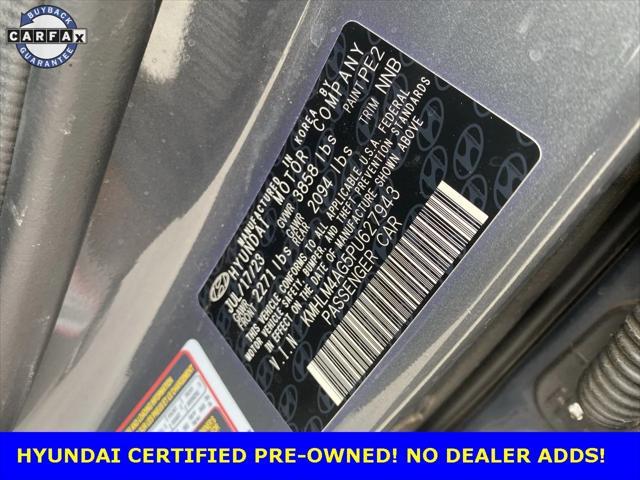 BUYBACK
CARFAX
GUARANTEE
MANUFACTURED IN KOREA BY
HYUNDAI MOTOR COMPANY
JUL/17/23 GVWR 3858 lbs PAINT PE2
GAWR FRONT 2271 lbs GAWR REAR 2094 lbs TRIM NNB
THIS VEHICLE CONFORMS TO ALL APPLICABLE U.S.A. FEDERAL
MOTOR VEHICLE SAFETY, BUMPER, AND THEFT PREVENTION STANDARDS
IN EFFECT ON THE DATE OF MANUFACTURE SHOWN ABOVE
V.I.N KMHLM4AG5PU627943
PASSENGER CAR
HYUNDAI CERTIFIED PRE-OWNED! NO DEALER ADDS!